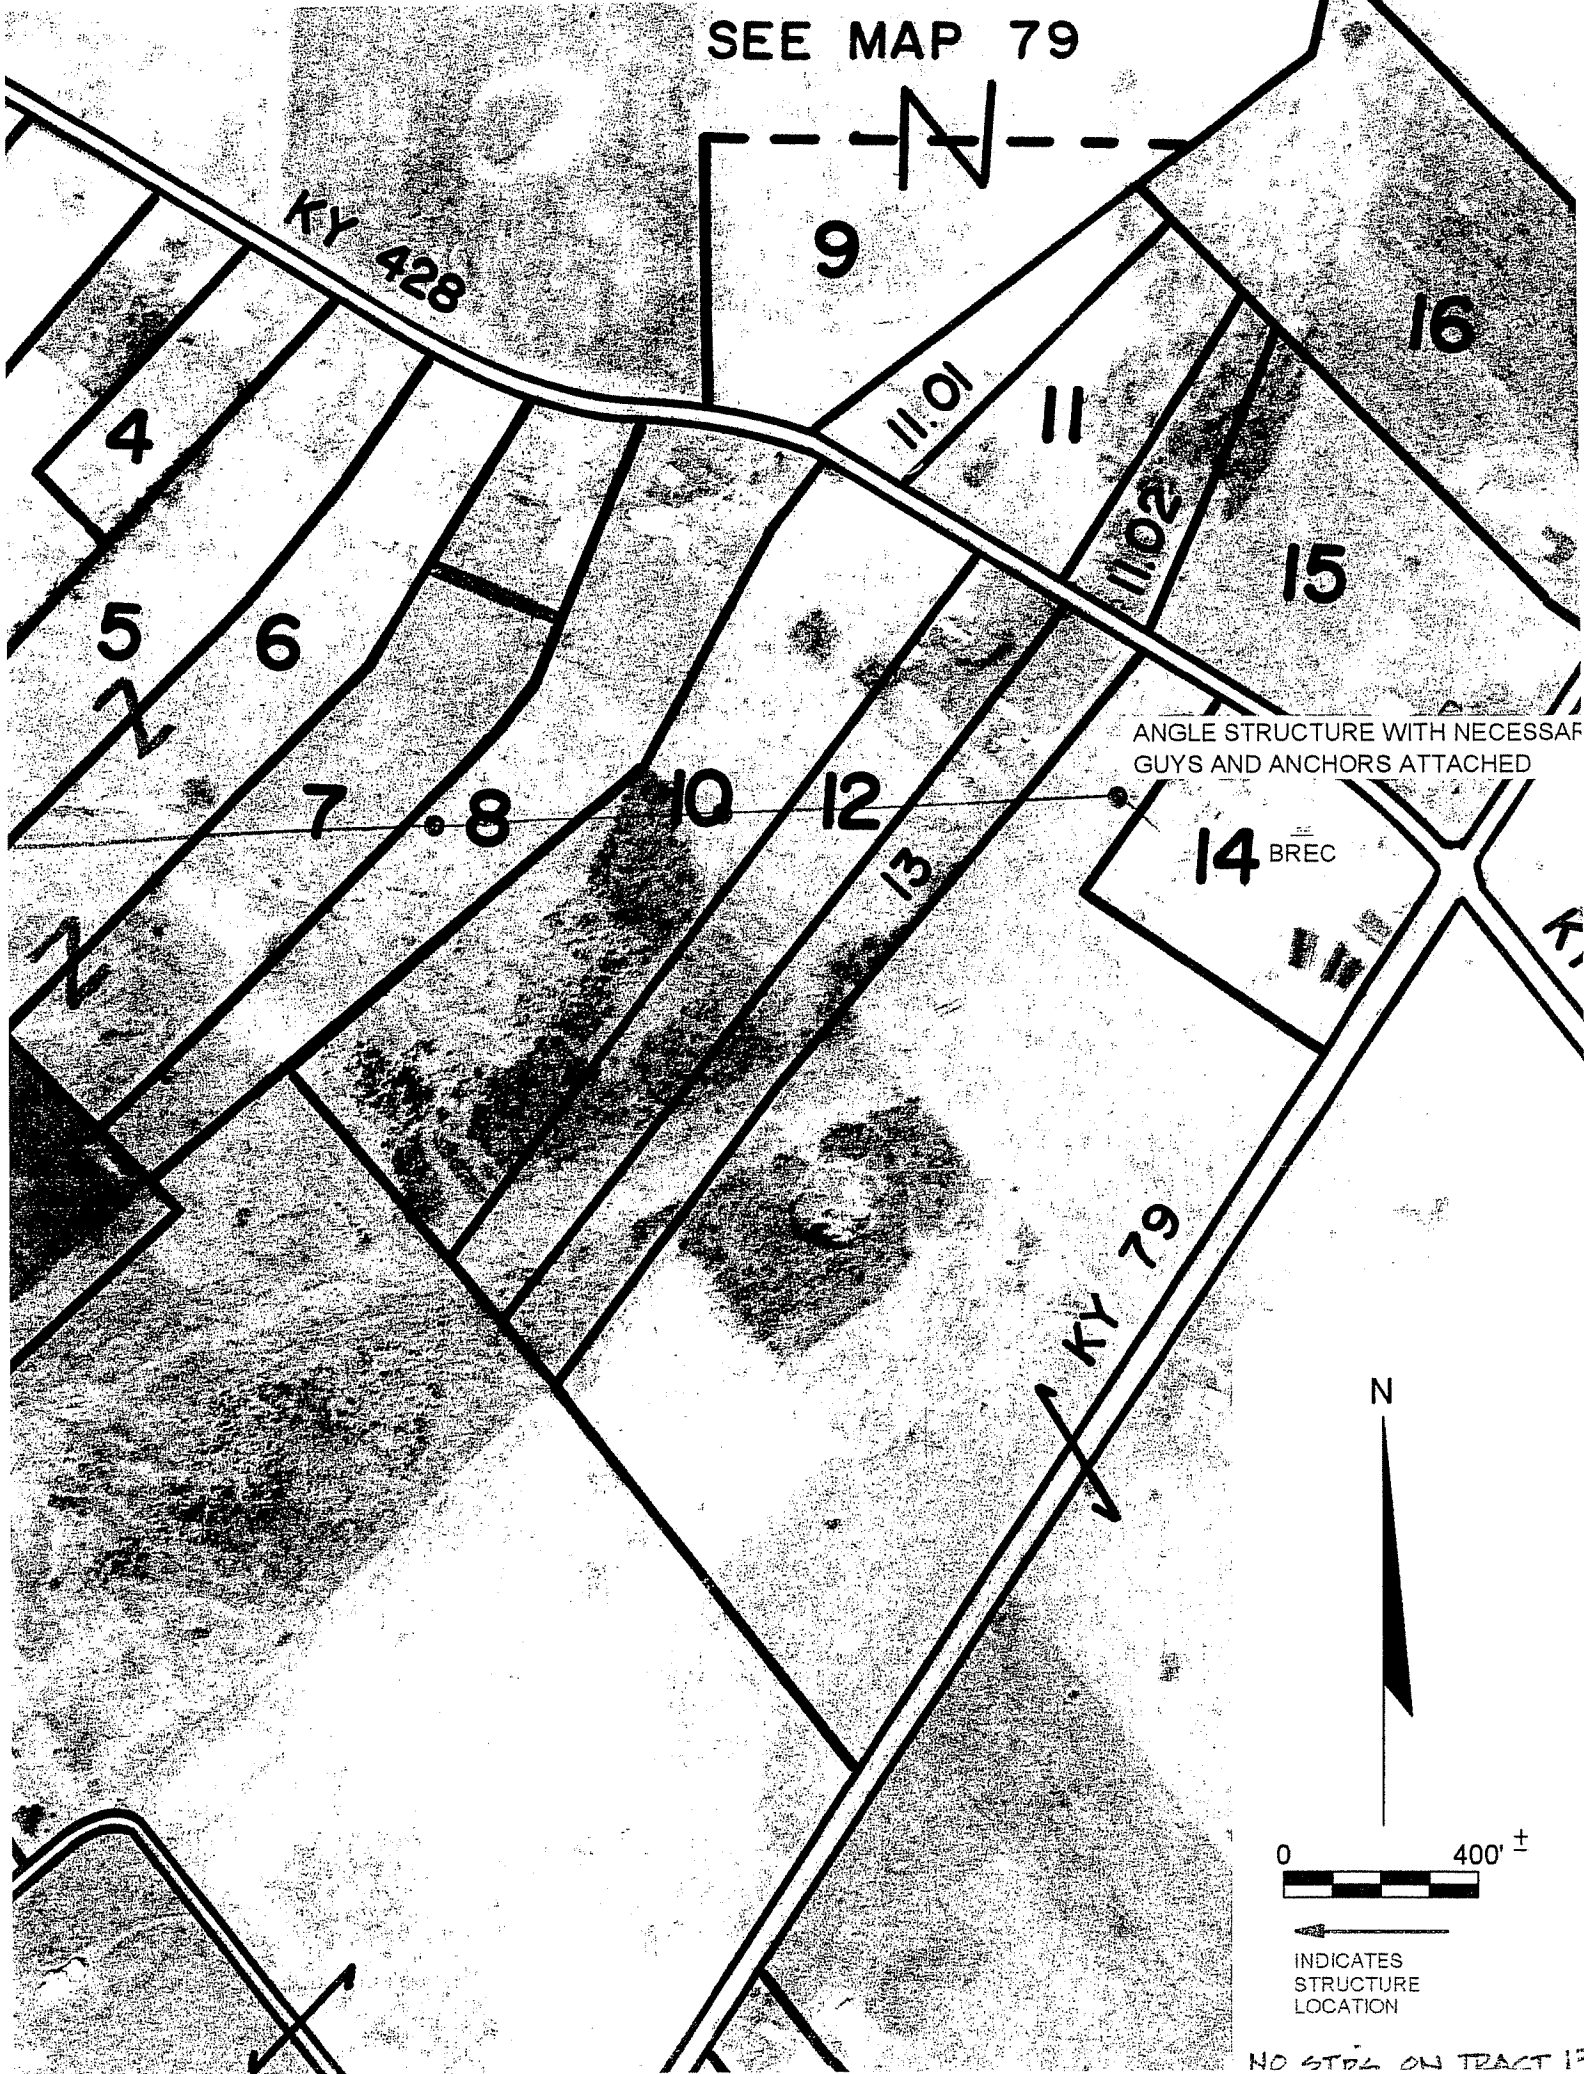 SEE MAP 79
KY 428
9
16
11.01
11
4
11.02
15
5
6
ANGLE STRUCTURE WITH NECESSAR
GUYS AND ANCHORS ATTACHED
7
8
10
12
13
14
BREC
KY
KY 79
N
0 400' ±
INDICATES
STRUCTURE
LOCATION
NO ON TRACT